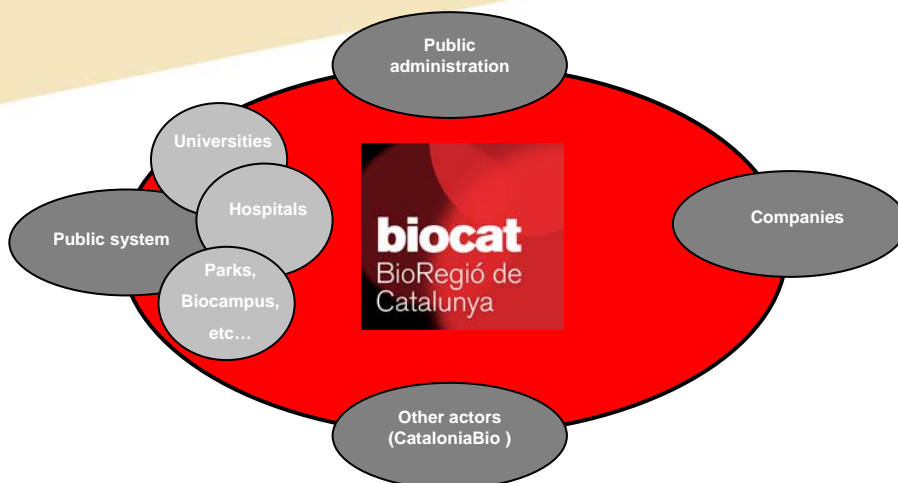 Public
administration
Universities
Hospitals
Public system
Parks,
Biocampus,
etc…
biocat
BioRegió de
Catalunya
Companies
Other actors
(CataloniaBio )